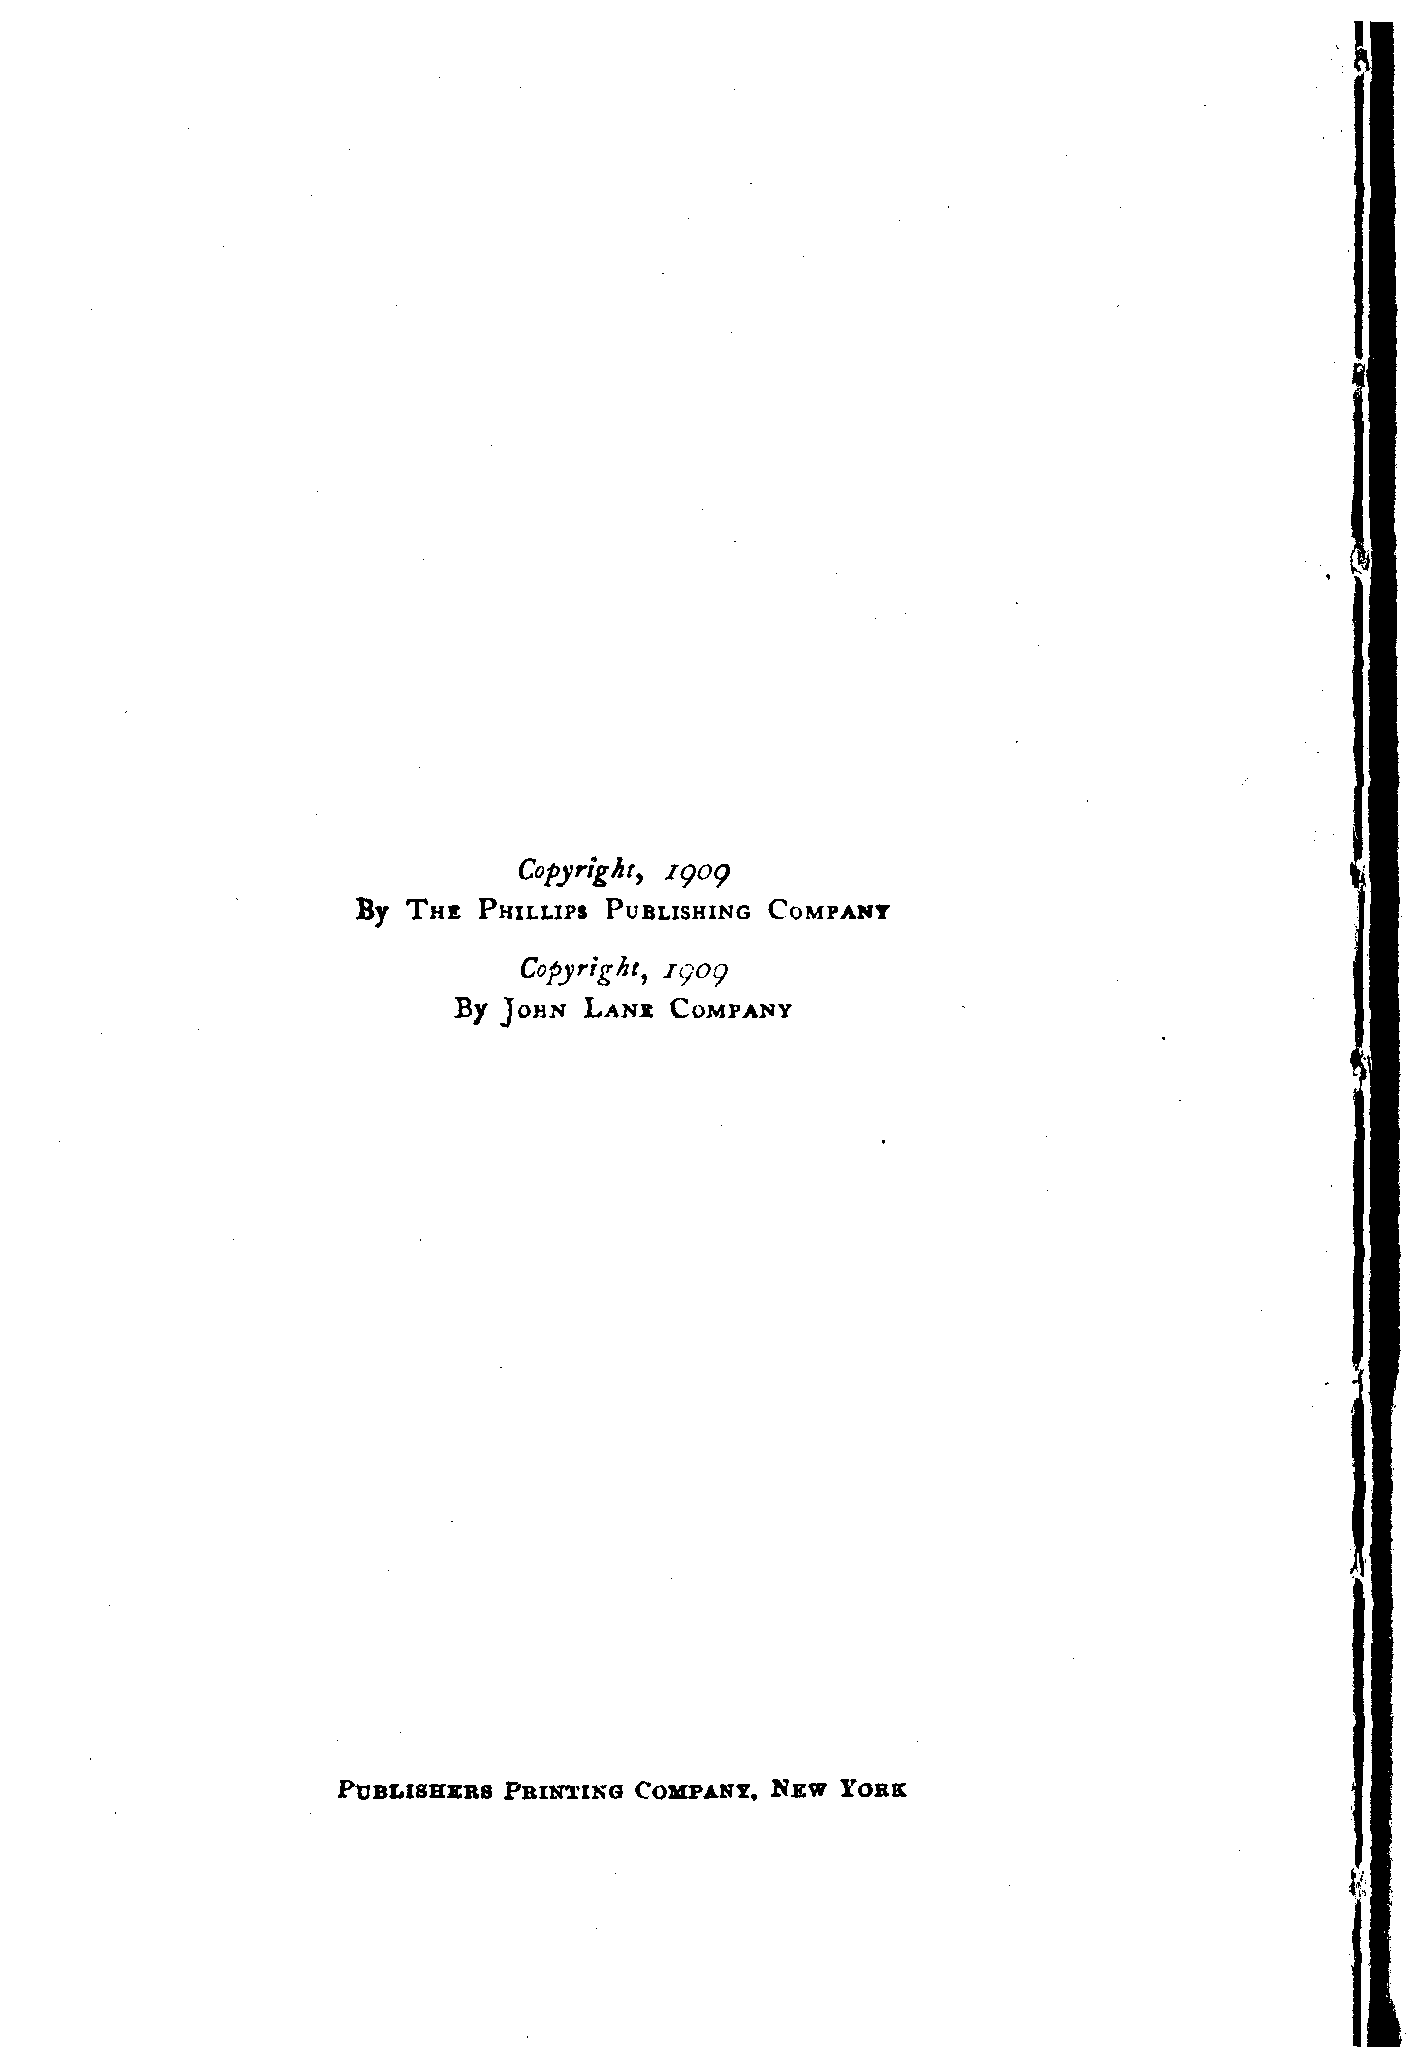 Copyright, 1909
By The Phillips Publishing Company
Copyright, 1909
By John Lane Company
Publishers Printing Company, New York